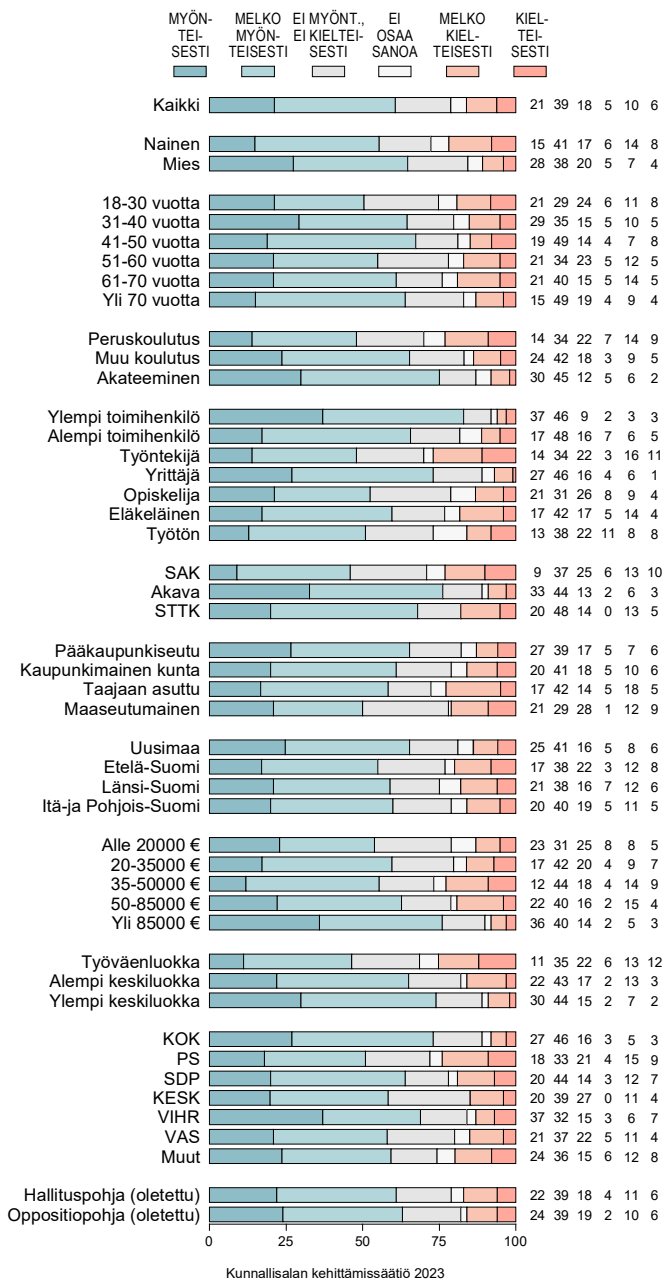 MYÖN- MELKO EI MYÖNT., EI MELKO KIEL-
TEI- MYÖN- EI KIELTEI- OSAA KIEL- TEI-
SESTI TEISESTI SESTI SANOA TEISESTI SESTI
Kaikki 21 39 18 5 10 6
Nainen 15 41 17 6 14 8
Mies 28 38 20 5 7 4
18-30 vuotta 21 29 24 6 11 8
31-40 vuotta 29 35 15 5 10 5
41-50 vuotta 19 49 14 4 7 8
51-60 vuotta 21 34 23 5 12 5
61-70 vuotta 21 40 15 5 14 5
Yli 70 vuotta 15 49 19 4 9 4
Peruskoulutus 14 34 22 7 14 9
Muu koulutus 24 42 18 3 9 5
Akateeminen 30 45 12 5 6 2
Ylempi toimihenkilö 37 46 9 2 3 3
Alempi toimihenkilö 17 48 16 7 6 5
Työntekijä 14 34 22 3 16 11
Yrittäjä 27 46 16 4 6 1
Opiskelija 21 31 26 8 9 4
Eläkeläinen 17 42 17 5 14 4
Työtön 13 38 22 11 8 8
SAK 9 37 25 6 13 10
Akava 33 44 13 2 6 3
STTK 20 48 14 0 13 5
Pääkaupunkiseutu 27 39 17 5 7 6
Kaupunkimainen kunta 20 41 18 5 10 6
Taajaan asuttu 17 42 14 5 18 5
Maaseutumainen 21 29 28 1 12 9
Uusimaa 25 41 16 5 8 6
Etelä-Suomi 17 38 22 3 12 8
Länsi-Suomi 21 38 16 7 12 6
Itä-ja Pohjois-Suomi 20 40 19 5 11 5
Alle 20000 € 23 31 25 8 8 5
20-35000 € 17 42 20 4 9 7
35-50000 € 12 44 18 4 14 9
50-85000 € 22 40 16 2 15 4
Yli 85000 € 36 40 14 2 5 3
Työväenluokka 11 35 22 6 13 12
Alempi keskiluokka 22 43 17 2 13 3
Ylempi keskiluokka 30 44 15 2 7 2
KOK 27 46 16 3 5 3
PS 18 33 21 4 15 9
SDP 20 44 14 3 12 7
KESK 20 39 27 0 11 4
VIHR 37 32 15 3 6 7
VAS 21 37 22 5 11 4
Muut 24 36 15 6 12 8
Hallituspohja (oletettu) 22 39 18 4 11 6
Oppositiopohja (oletettu) 24 39 19 2 10 6
0 25 50 75 100
Kunnallisalan kehittämissäätiö 2023